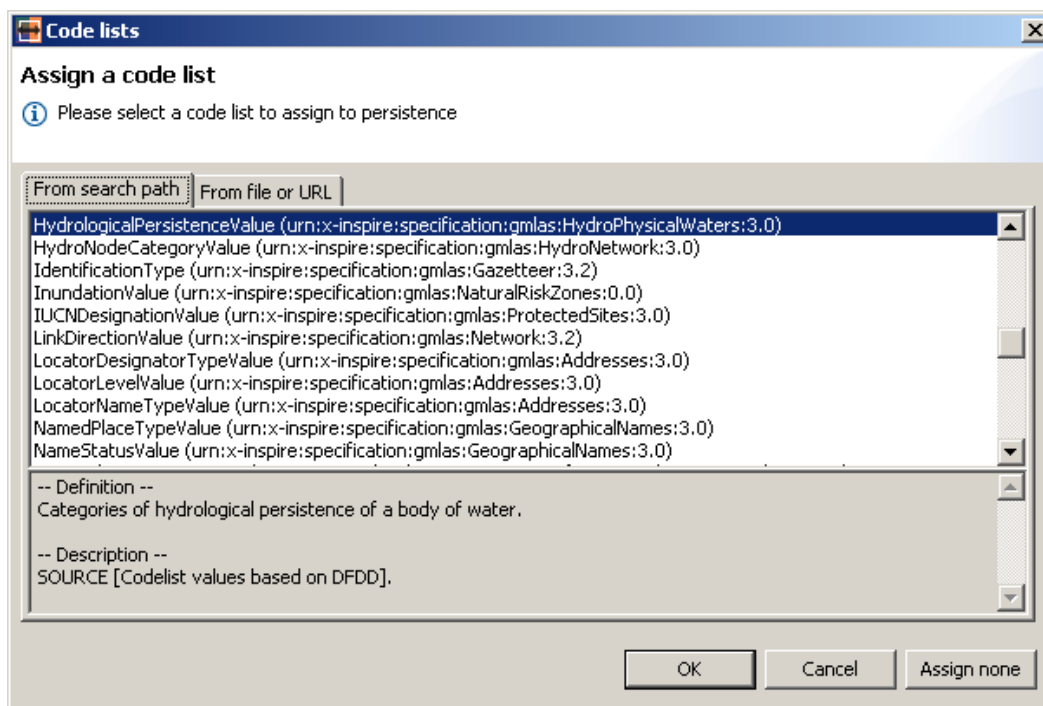 Code lists
Assign a code list
Please select a code list to assign to persistence
From search path From file or URL
HydrologicalPersistenceValue (urn:x-inspire:specification:gmlas:HydroPhysicalWaters:3.0)
HydroNodeCategoryValue (urn:x-inspire:specification:gmlas:HydroNetwork:3.0)
IdentificationType (urn:x-inspire:specification:gmlas:Gazetteer:3.2)
InundationValue (urn:x-inspire:specification:gmlas:NaturalRiskZones:0.0)
IUCNDesignationValue (urn:x-inspire:specification:gmlas:ProtectedSites:3.0)
LinkDirectionValue (urn:x-inspire:specification:gmlas:Network:3.2)
LocatorDesignatorTypeValue (urn:x-inspire:specification:gmlas:Addresses:3.0)
LocatorLevelValue (urn:x-inspire:specification:gmlas:Addresses:3.0)
LocatorNameTypeValue (urn:x-inspire:specification:gmlas:Addresses:3.0)
NamedPlaceTypeValue (urn:x-inspire:specification:gmlas:GeographicalNames:3.0)
NameStatusValue (urn:x-inspire:specification:gmlas:GeographicalNames:3.0)
-- Definition --
Categories of hydrological persistence of a body of water.
-- Description --
SOURCE [Codelist values based on DFDD].
OK Cancel Assign none